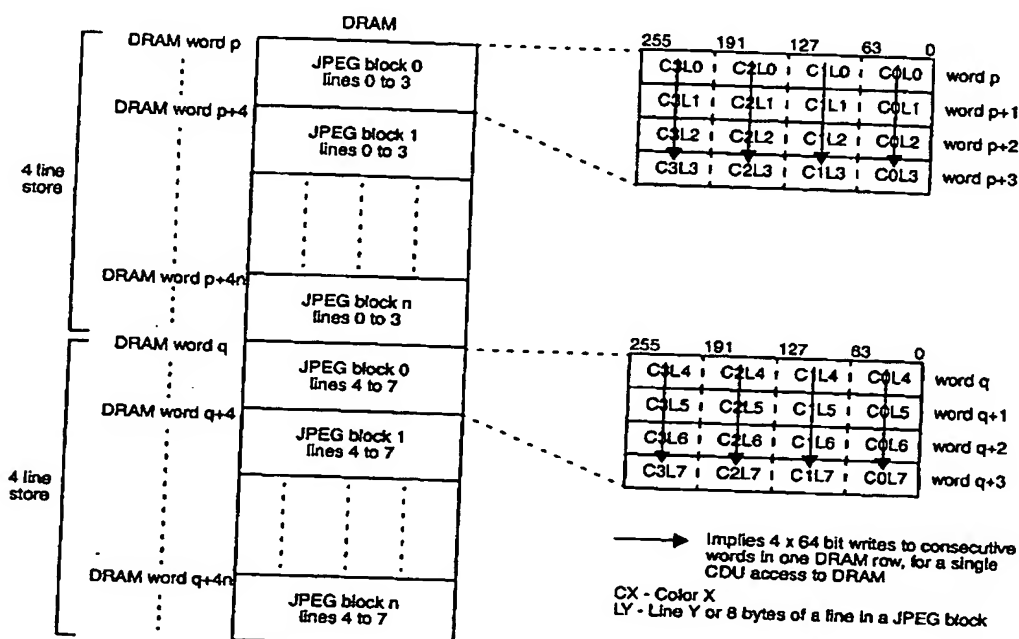 DRAM
DRAM word p
JPEG block 0
lines 0 to 3
DRAM word p+4
JPEG block 1
lines 0 to 3
4 line
store
DRAM word p+4n
JPEG block n
lines 0 to 3
255 191 127 63 0
C3L0 C2L0 C1L0 C0L0 word p
C3L1 C2L1 C1L1 C0L1 word p+1
C3L2 C2L2 C1L2 C0L2 word p+2
C3L3 C2L3 C1L3 C0L3 word p+3
DRAM word q
JPEG block 0
lines 4 to 7
DRAM word q+4
JPEG block 1
lines 4 to 7
4 line
store
DRAM word q+4n
JPEG block n
lines 4 to 7
255 191 127 83 0
C3L4 C2L4 C1L4 C0L4 word q
C3L5 C2L5 C1L5 C0L5 word q+1
C3L6 C2L6 C1L6 C0L6 word q+2
C3L7 C2L7 C1L7 C0L7 word q+3
Implies 4 x 64 bit writes to consecutive
words in one DRAM row, for a single
CDU access to DRAM
CX - Color X
LY - Line Y or 8 bytes of a line in a JPEG block